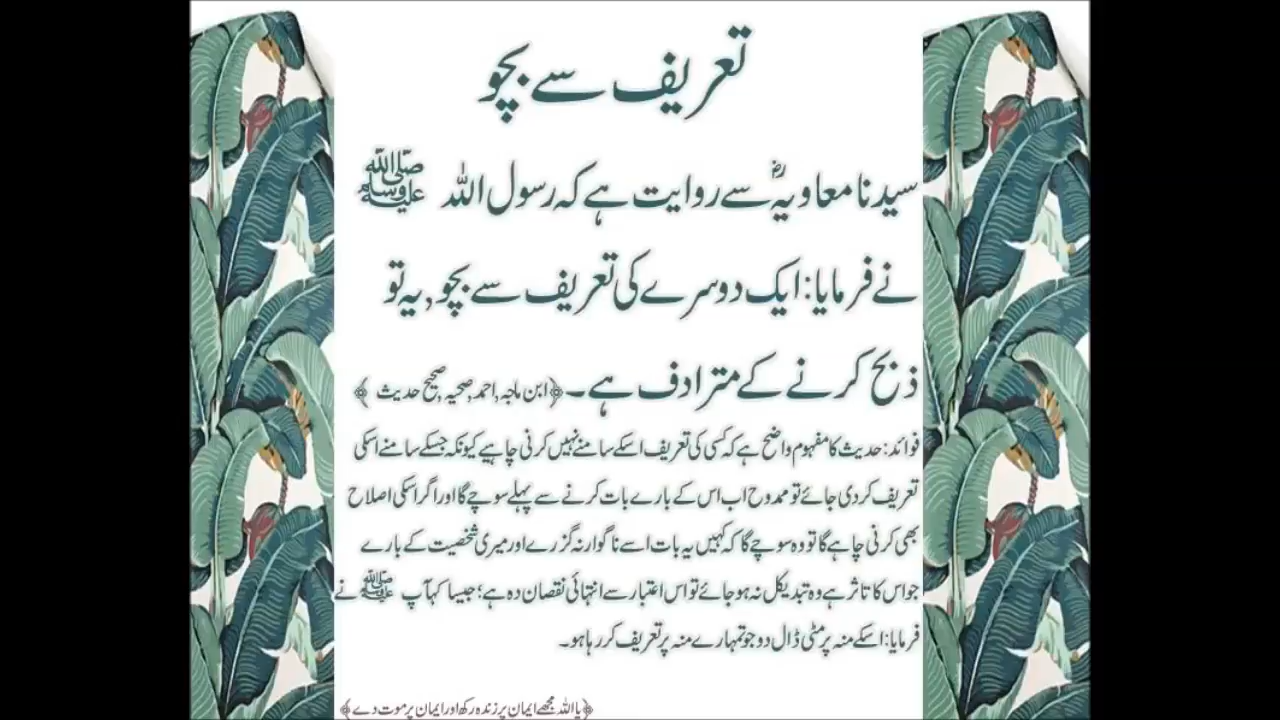 تعریف سے بچو
سیدنا معاویہؓ سے روایت ہے کہ رسول اللہ ﷺ
نے فرمایا: ایک دوسرے کی تعریف سے بچو, یہ تو
ذبح کرنے کے مترادف ہے۔ ﴿ابن ماجہ, احمد, صحیہ, صحیح حدیث﴾
فوائد: حدیث کا مفہوم واضح ہے کہ کسی کی تعریف اسکے سامنے نہیں کرنی چاہیے کیونکہ جسکے سامنے اسکی
تعریف کر دی جائے تو ممدوح اب اس کے بارے بات کرنے سے پہلے سوچے گا اور اگر اسکی اصلاح
بھی کرنی چاہے گا تو وہ سوچے گا کہ کہیں یہ بات اسے ناگوار نہ گزرے اور میری شخصیت کے بارے
جو اس کا تاثر ہے وہ تبدیکل نہ ہو جائے تو اس اعتبار سے انتہائی نقصان دہ ہے؛ جیسا کہ آپ ﷺ نے
فرمایا: اسکے منہ پر مٹی ڈال دو جو تمہارے منہ پر تعریف کر رہا ہو۔
﴿یا اللہ مجھے ایمان پر زندہ رکھ اور ایمان پر موت دے﴾